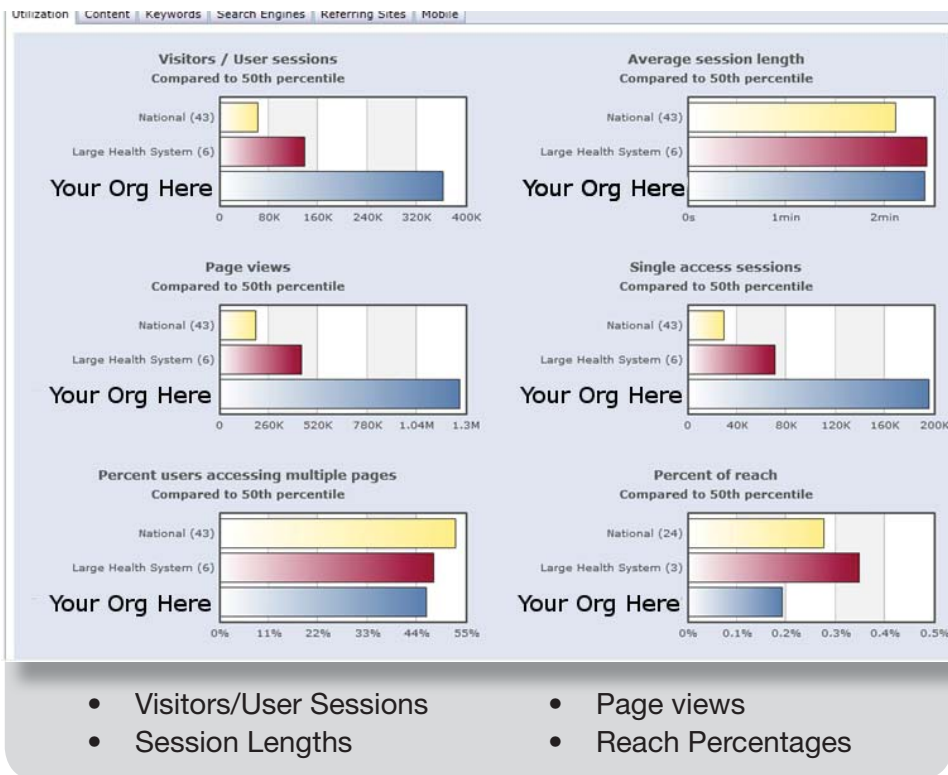 Utilization Content Keywords Search Engines Referring Sites Mobile
Visitors / User sessions
Compared to 50th percentile
National (43)
Large Health System (6)
Your Org Here
0 80K 160K 240K 320K 400K
Average session length
Compared to 50th percentile
National (43)
Large Health System (6)
Your Org Here
0s 1min 2min
Page views
Compared to 50th percentile
National (43)
Large Health System (6)
Your Org Here
0 260K 520K 780K 1.04M 1.3M
Single access sessions
Compared to 50th percentile
National (43)
Large Health System (6)
Your Org Here
0 40K 80K 120K 160K 200K
Percent users accessing multiple pages
Compared to 50th percentile
National (43)
Large Health System (6)
Your Org Here
0% 11% 22% 33% 44% 55%
Percent of reach
Compared to 50th percentile
National (24)
Large Health System (3)
Your Org Here
0% 0.1% 0.2% 0.3% 0.4% 0.5%
• Visitors/User Sessions
• Session Lengths
• Page views
• Reach Percentages